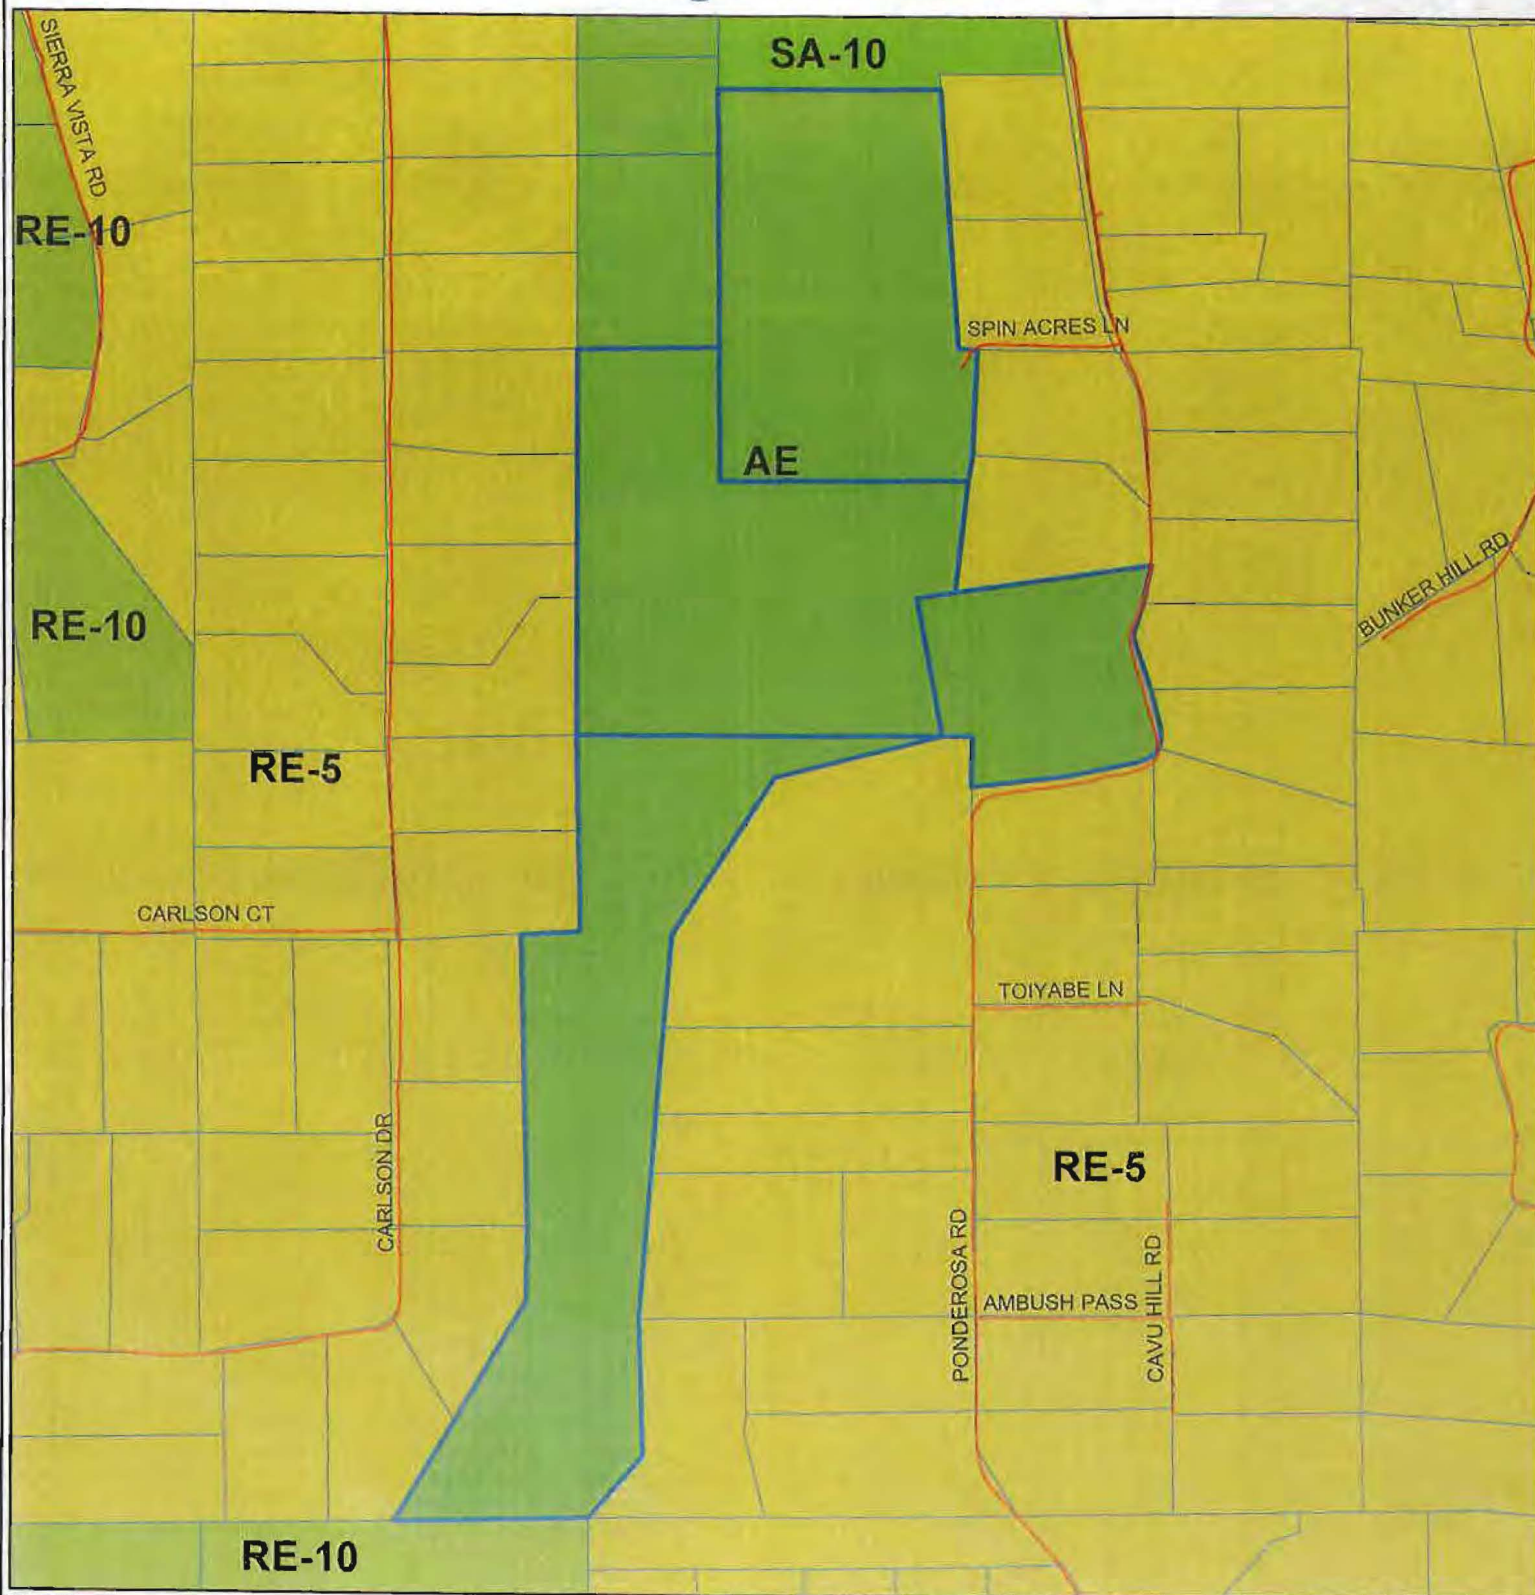 SA-10
SIERRA VISTA RD
RE-10
SPIN ACRES LN
AE
BUNKER HILL RD
RE-10
RE-5
CARLSON CT
TOIYABE LN
CARLSON DR
RE-5
PONDEROSA RD
CAVU HILL RD
AMBUSH PASS
RE-10